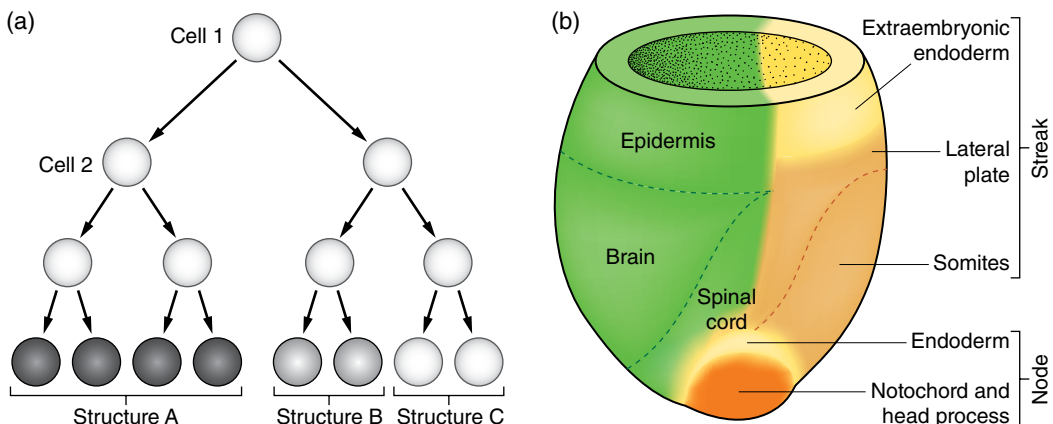 (a)
Cell 1
Cell 2
Structure A
Structure B
Structure C
(b)
Extraembryonic
endoderm
Epidermis
Lateral
plate
Streak
Brain
Somites
Spinal
cord
Endoderm
Notochord and
head process
Node